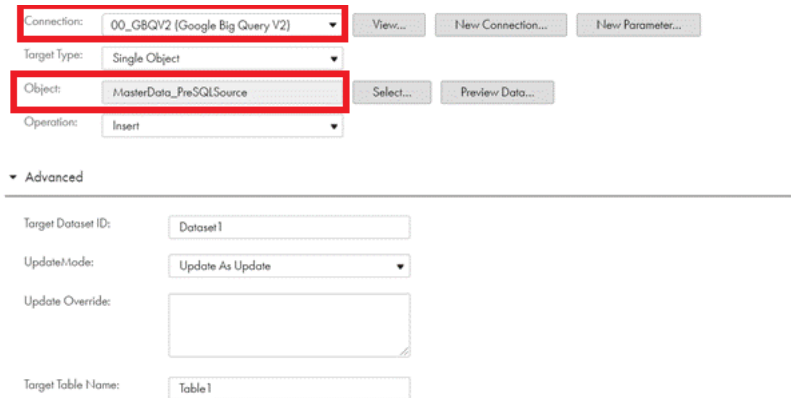 Connection: 00_GBQV2 (Google Big Query V2) View... New Connection... New Parameter...
Target Type: Single Object
Object: MasterData_PreSQLSource Select... Preview Data...
Operation: Insert
Advanced
Target Dataset ID: Dataset1
UpdateMode: Update As Update
Update Override:
Target Table Name: Table1